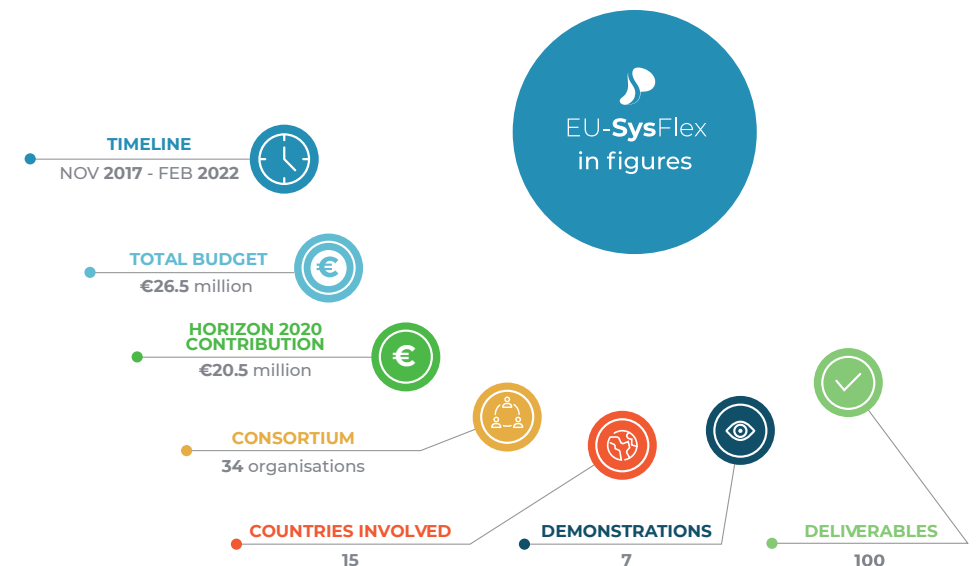 EU-SysFlex
in figures
TIMELINE
NOV 2017 - FEB 2022
TOTAL BUDGET
€
€26.5 million
HORIZON 2020
CONTRIBUTION
€
€20.5 million
CONSORTIUM
34 organisations
COUNTRIES INVOLVED
15
DEMONSTRATIONS
7
DELIVERABLES
100